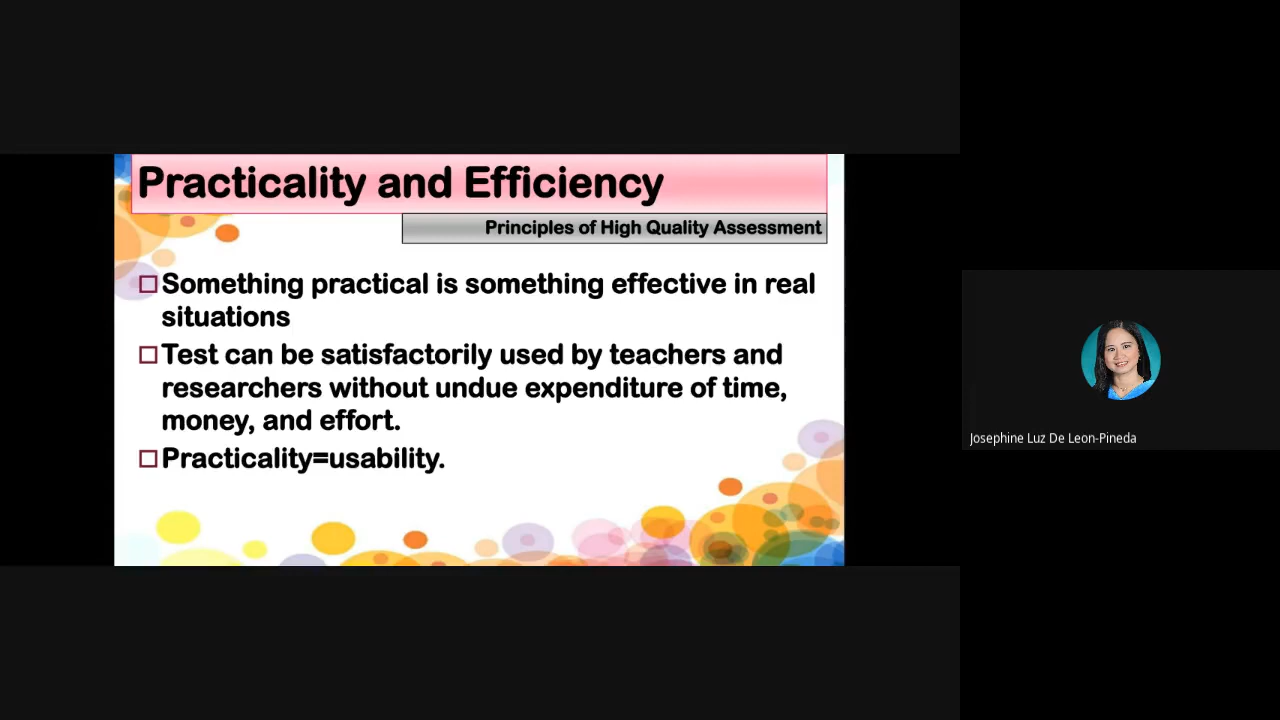 Practicality and Efficiency
Principles of High Quality Assessment
Something practical is something effective in real
situations
Test can be satisfactorily used by teachers and
researchers without undue expenditure of time,
money, and effort.
Practicality=usability.
Josephine Luz De Leon-Pineda